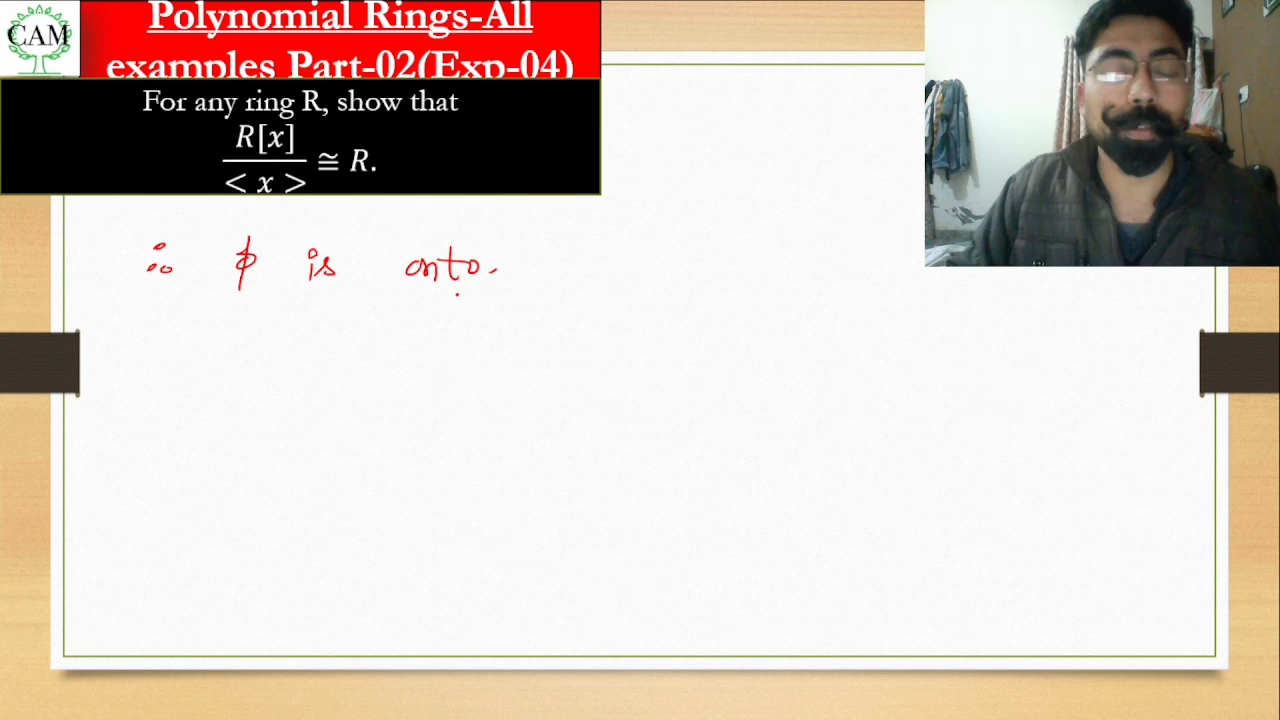 CAM
Polynomial Rings-All
examples Part-02(Exp-04)
For any ring R, show that
R[x]
< x >
≅ R.
∴ ϕ is onto.